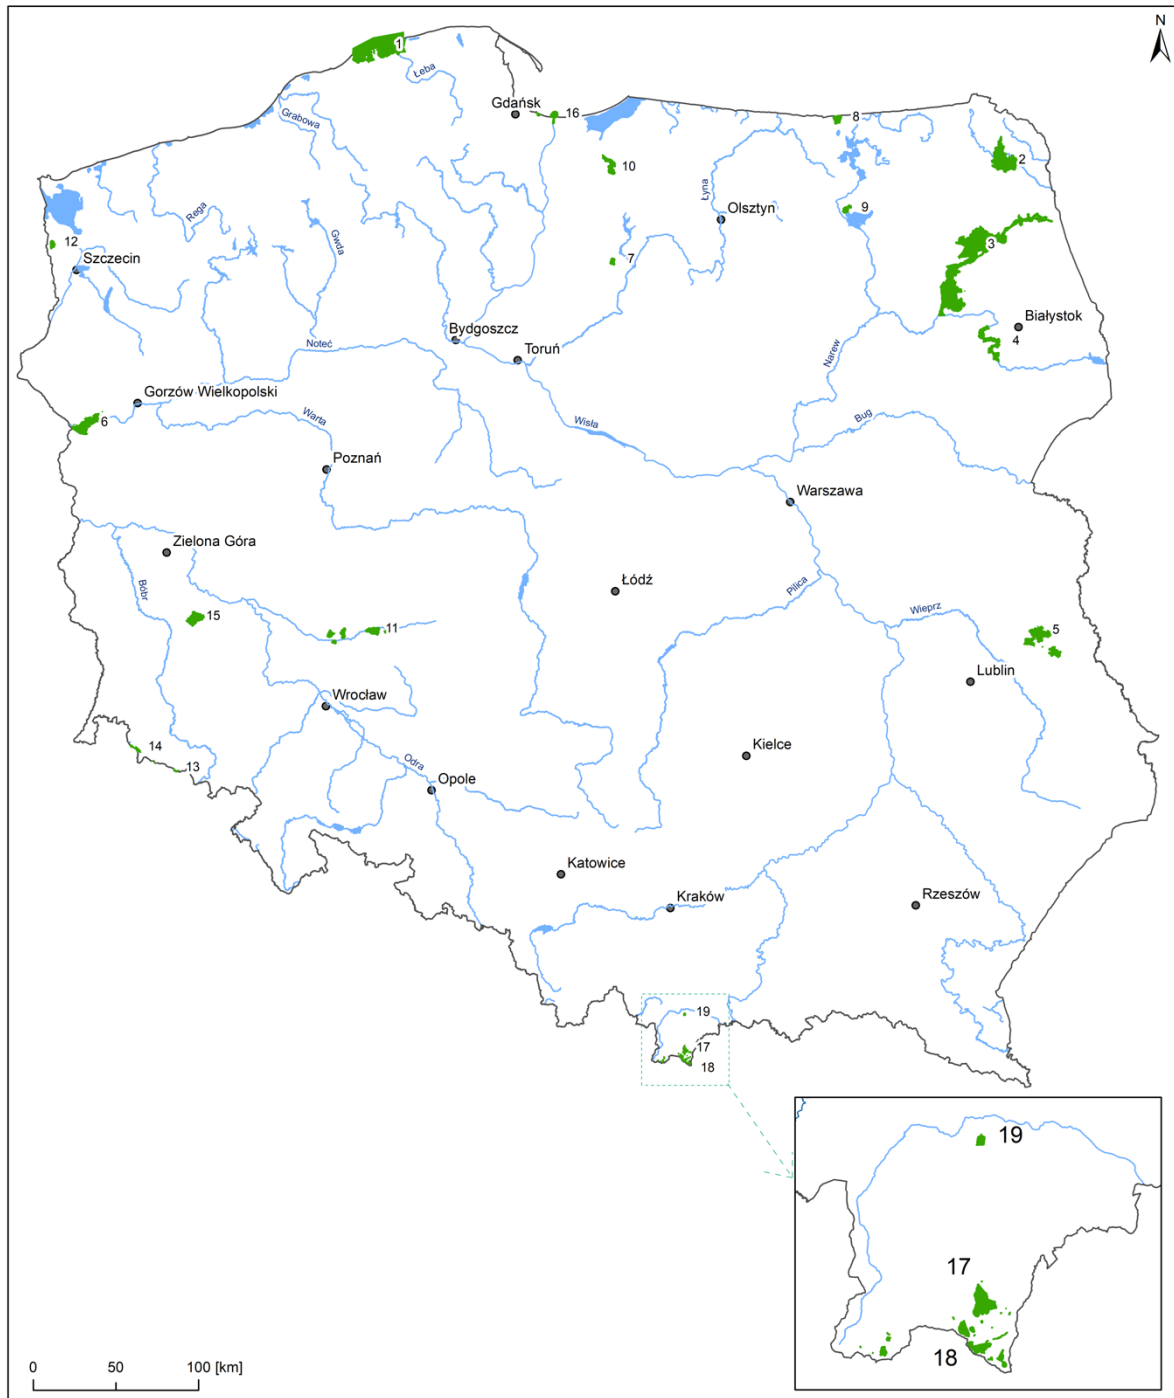 N
1
Łeba
Gdańsk
16
Grabowa
8
2
10
Łyna
9
Rega
Olsztyn
12
Gwda
3
Szczecin
7
Białystok
Bydgoszcz
4
Noteć
Toruń
Narew
Gorzów Wielkopolski
6
Warta
Wisła
Bug
Poznań
Warszawa
Zielona Góra
Bóbr
Łódź
Pilica
Wieprz
15
11
5
Lublin
Wrocław
14
13
Kielce
Odra
Opole
Katowice
Kraków
Rzeszów
19
17
18
19
17
18
0 50 100 [km]